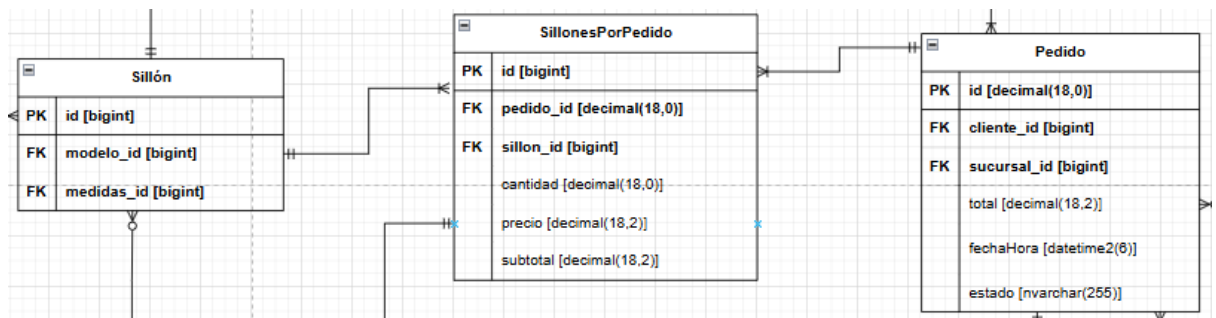 Sillón
PK id [bigint]
FK modelo_id [bigint]
FK medidas_id [bigint]
SillonesPorPedido
PK id [bigint]
FK pedido_id [decimal(18,0)]
FK sillon_id [bigint]
cantidad [decimal(18,0)]
precio [decimal(18,2)]
subtotal [decimal(18,2)]
Pedido
PK id [decimal(18,0)]
FK cliente_id [bigint]
FK sucursal_id [bigint]
total [decimal(18,2)]
fechaHora [datetime2(6)]
estado [nvarchar(255)]